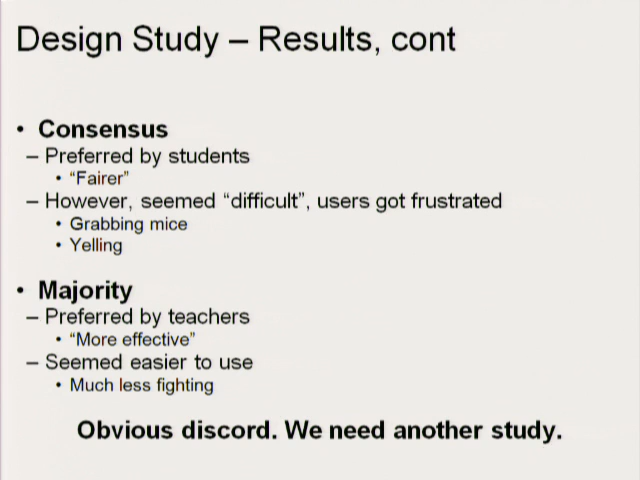 Design Study – Results, cont
• Consensus
– Preferred by students
• “Fairer”
– However, seemed “difficult”, users got frustrated
• Grabbing mice
• Yelling
• Majority
– Preferred by teachers
• “More effective”
– Seemed easier to use
• Much less fighting
Obvious discord. We need another study.